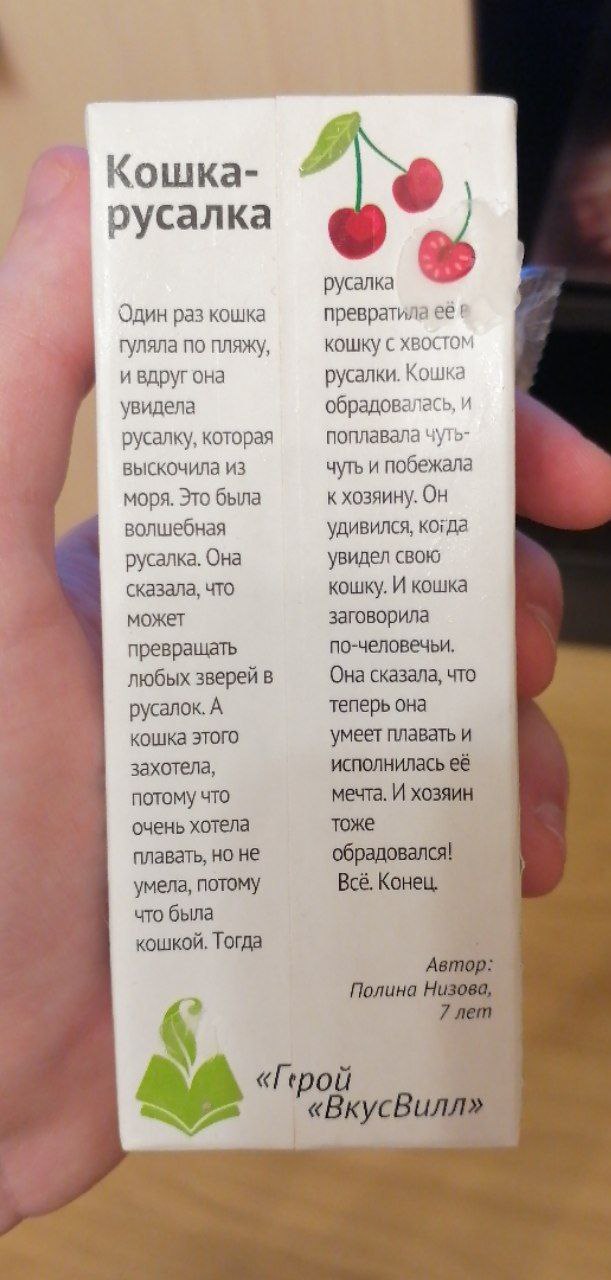 Кошка-
русалка
Один раз кошка
гуляла по пляжу,
и вдруг она
увидела
русалку, которая
выскочила из
моря. Это была
волшебная
русалка. Она
сказала, что
может
превращать
любых зверей в
русалок. А
кошка этого
захотела,
потому что
очень хотела
плавать, но не
умела, потому
что была
кошкой. Тогда
русалка
превратила её в
кошку с хвостом
русалки. Кошка
обрадовалась, и
поплавала чуть-
чуть и побежала
к хозяину. Он
удивился, когда
увидел свою
кошку. И кошка
заговорила
по-человечьи.
Она сказала, что
теперь она
умеет плавать и
исполнилась её
мечта. И хозяин
тоже
обрадовался!
Всё. Конец.
Автор:
Полина Низова,
7 лет
«Герой
«ВкусВилл»